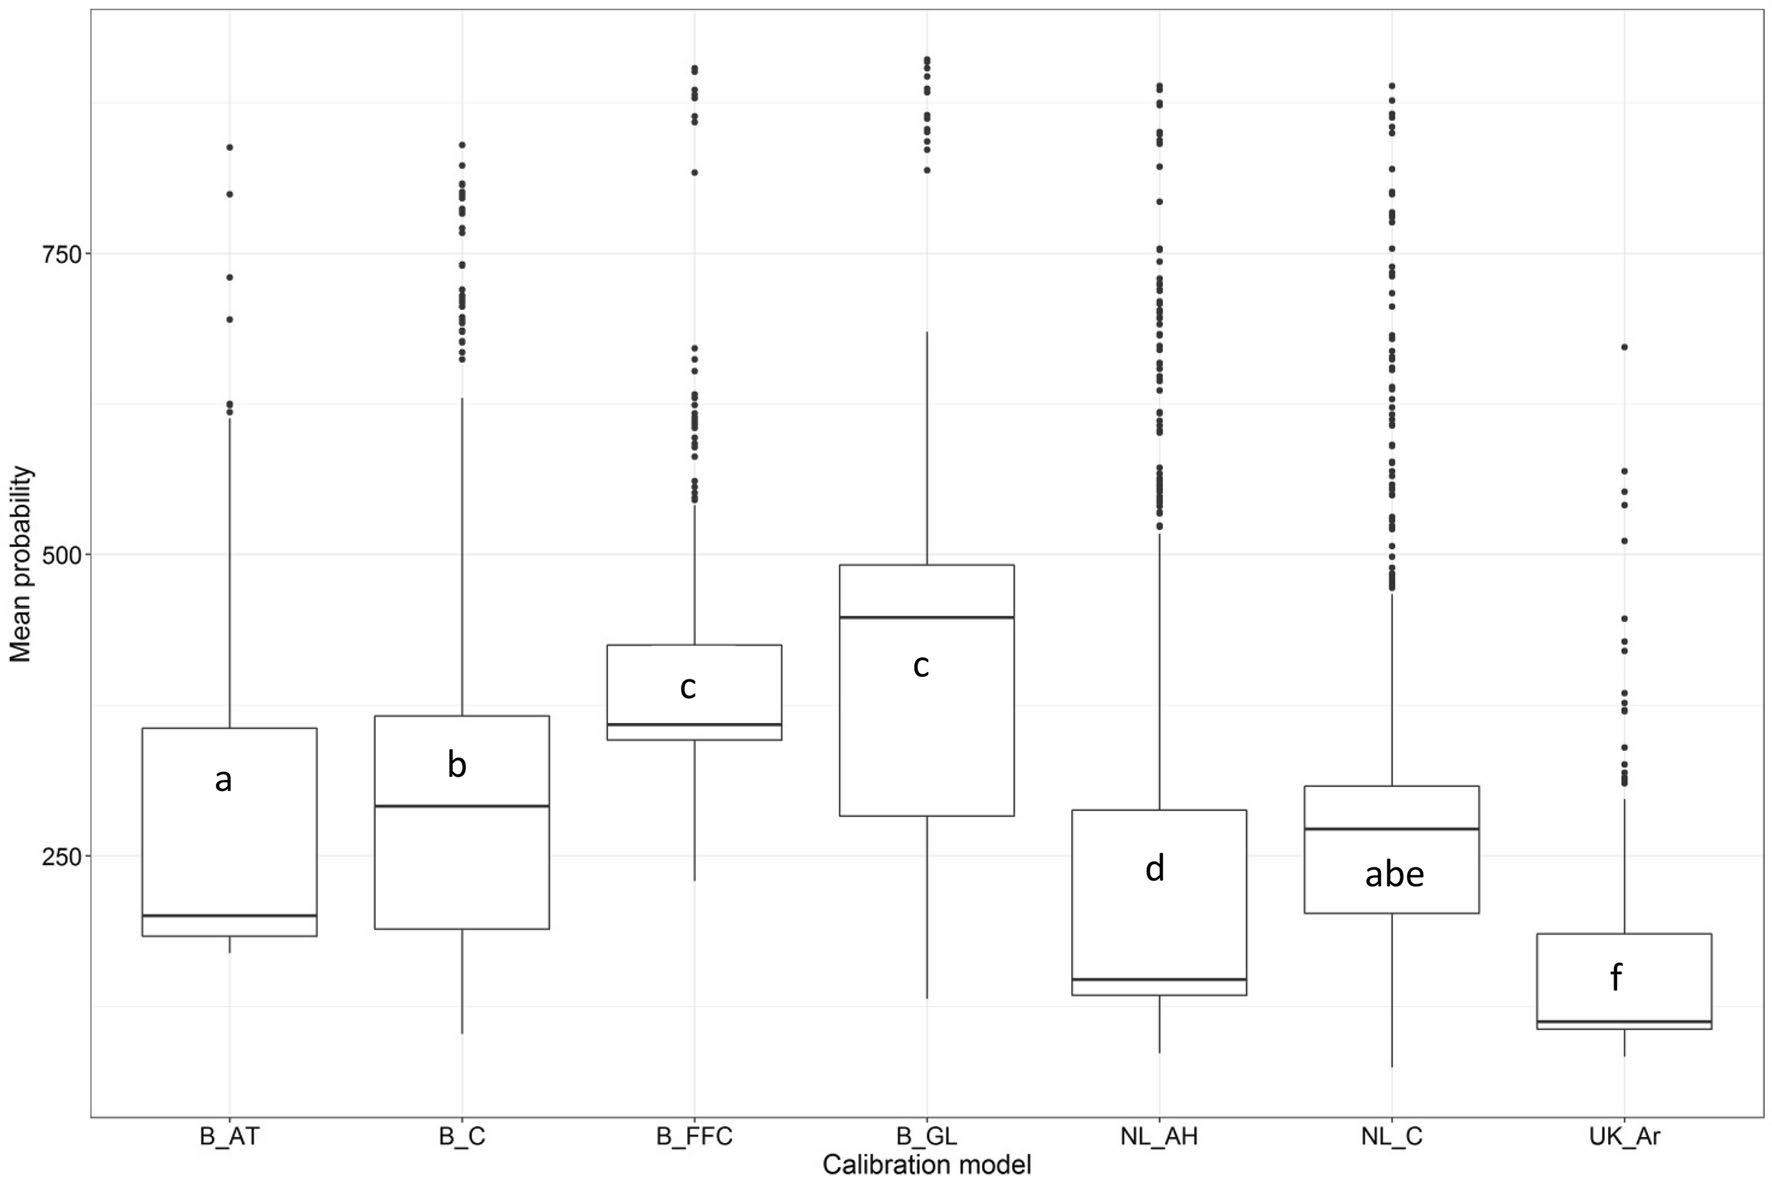 Mean probability
750
500
250
a
b
c
c
d
abe
f
B_AT
B_C
B_FFC
B_GL
NL_AH
NL_C
UK_Ar
Calibration model